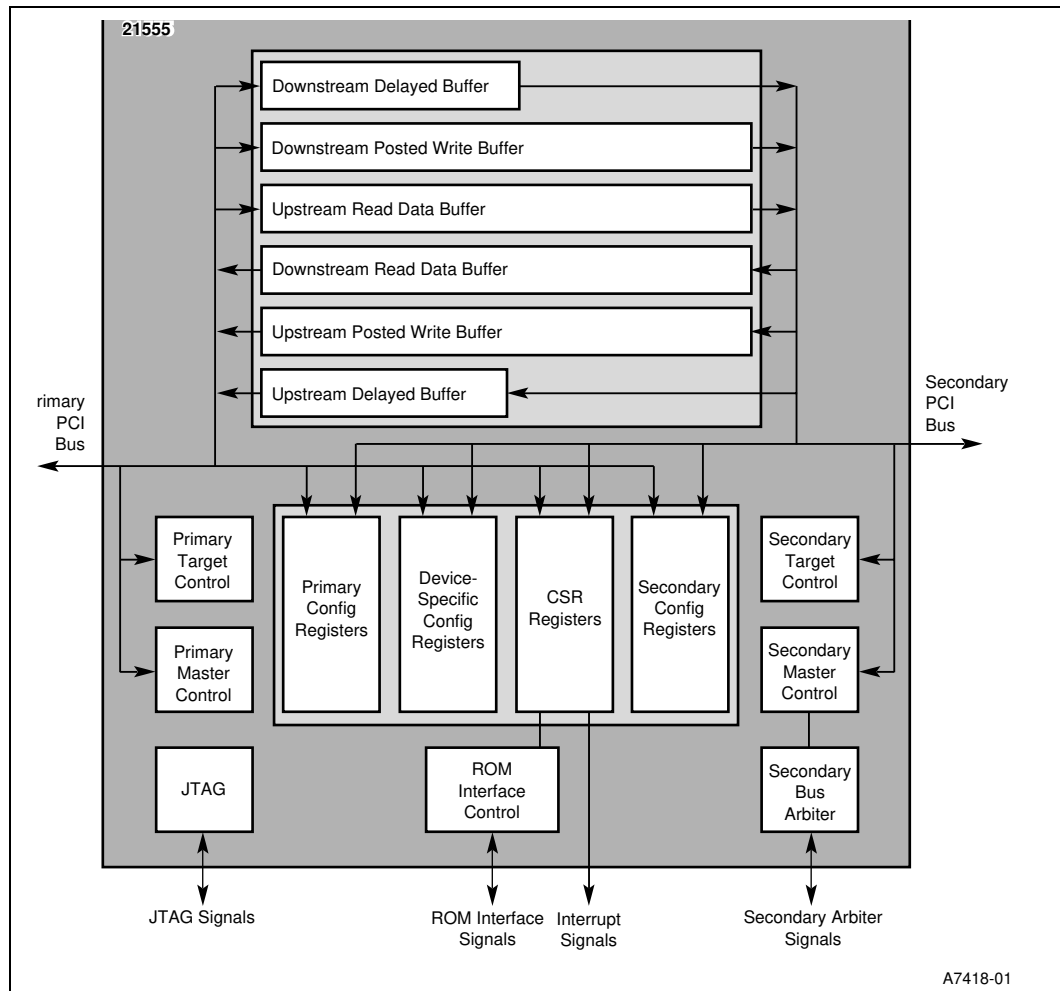 21555
Downstream Delayed Buffer
Downstream Posted Write Buffer
Upstream Read Data Buffer
Downstream Read Data Buffer
Upstream Posted Write Buffer
Upstream Delayed Buffer
rimary
PCI
Bus
Secondary
PCI
Bus
Primary
Target
Control
Primary
Master
Control
Primary
Config
Registers
Device-
Specific
Config
Registers
CSR
Registers
Secondary
Config
Registers
Secondary
Target
Control
Secondary
Master
Control
JTAG
ROM
Interface
Control
Secondary
Bus
Arbiter
JTAG Signals
ROM Interface
Signals
Interrupt
Signals
Secondary Arbiter
Signals
A7418-01